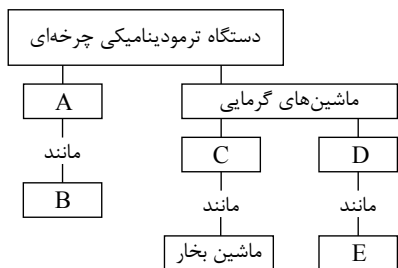 دستگاه ترمودینامیکی چرخه‌ای
ماشین‌های گرمایی
A
مانند
B
C
D
مانند
مانند
ماشین بخار
E